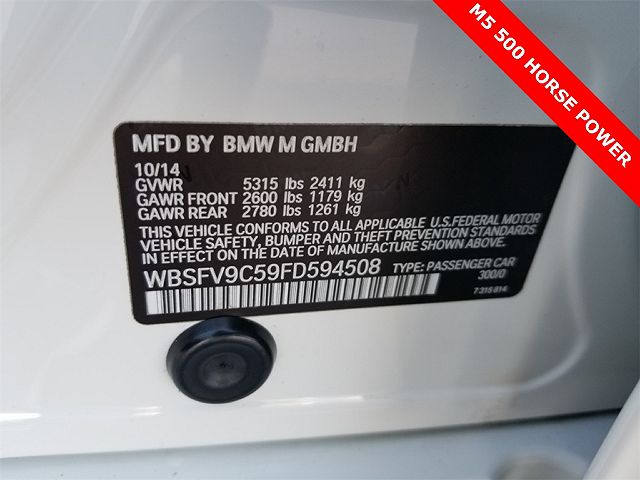 M5 500 HORSE POWER
MFD BY BMW M GMBH
10/14
GVWR 5315 lbs 2411 kg
GAWR FRONT 2600 lbs 1179 kg
GAWR REAR 2780 lbs 1261 kg
THIS VEHICLE CONFORMS TO ALL APPLICABLE U.S.FEDERAL MOTOR
VEHICLE SAFETY, BUMPER AND THEFT PREVENTION STANDARDS
IN EFFECT ON THE DATE OF MANUFACTURE SHOWN ABOVE.
WBSFV9C59FD594508 TYPE: PASSENGER CAR
300/0
7315814